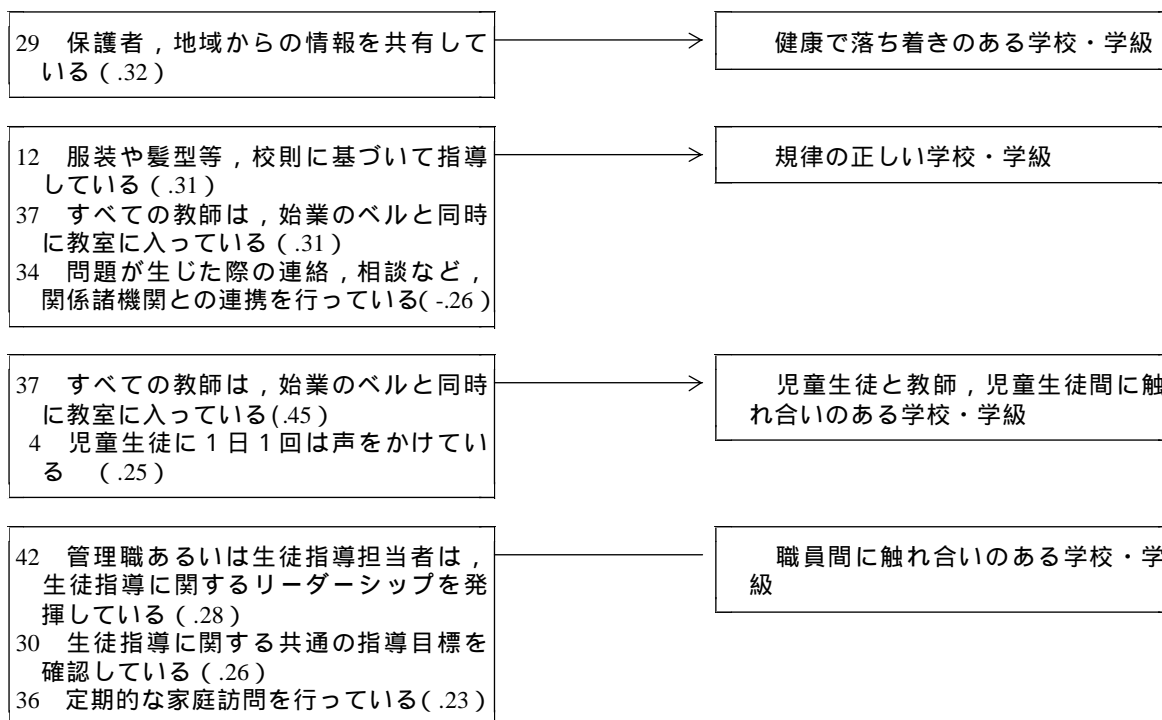 29 保護者，地域からの情報を共有して
いる（.32）
健康で落ち着きのある学校・学級
12 服装や髪型等，校則に基づいて指導
している（.31）
37 すべての教師は，始業のベルと同時
に教室に入っている（.31）
34 問題が生じた際の連絡，相談など，
関係諸機関との連携を行っている(-.26)
規律の正しい学校・学級
37 すべての教師は，始業のベルと同時
に教室に入っている(.45)
4 児童生徒に１日１回は声をかけてい
る （.25）
児童生徒と教師，児童生徒間に触
れ合いのある学校・学級
42 管理職あるいは生徒指導担当者は，
生徒指導に関するリーダーシップを発
揮している（.28）
30 生徒指導に関する共通の指導目標を
確認している（.26）
36 定期的な家庭訪問を行っている(.23)
職員間に触れ合いのある学校・学
級